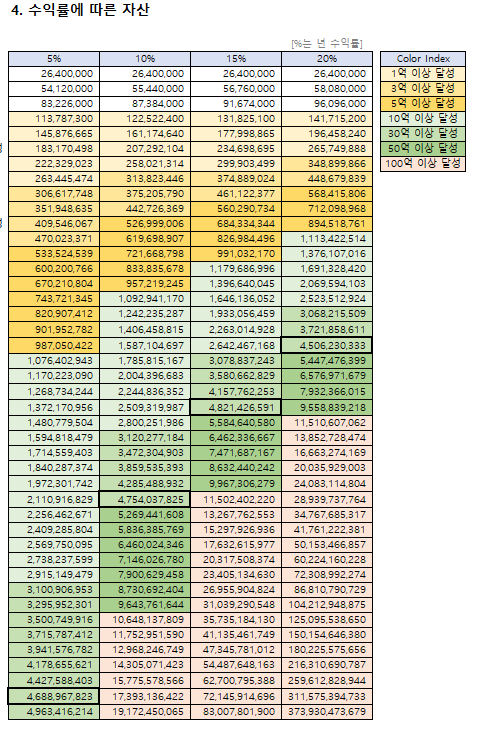 4. 수익률에 따른 자산
[%는 년 수익률]
5% 10% 15% 20% Color Index
26,400,000 26,400,000 26,400,000 26,400,000 1억 이상 달성
54,120,000 55,440,000 56,760,000 58,080,000 3억 이상 달성
83,226,000 87,384,000 91,674,000 96,096,000 5억 이상 달성
113,787,300 122,522,400 131,825,100 141,715,200 10억 이상 달성
145,876,665 161,174,640 177,998,865 196,458,240 30억 이상 달성
183,170,498 207,292,104 234,698,695 265,749,888 50억 이상 달성
222,329,023 258,021,314 299,903,499 348,899,866 100억 이상 달성
263,445,474 313,823,446 374,889,024 448,679,839
306,617,748 375,205,790 461,122,377 568,415,806
351,948,635 442,726,369 560,290,734 712,098,968
409,546,067 526,999,006 684,334,344 894,518,761
470,023,371 619,698,907 826,984,496 1,113,422,514
533,524,539 721,668,798 991,032,170 1,376,107,016
600,200,766 833,835,678 1,179,686,996 1,691,328,420
670,210,804 957,219,245 1,396,640,045 2,069,594,103
743,721,345 1,092,941,170 1,646,136,052 2,523,512,924
820,907,412 1,242,235,287 1,933,056,459 3,068,215,509
901,952,782 1,406,458,815 2,263,014,928 3,721,858,611
987,050,422 1,587,104,697 2,642,467,168 4,506,230,333
1,076,402,943 1,785,815,167 3,078,837,243 5,447,476,399
1,170,223,090 2,004,396,683 3,580,662,829 6,576,971,679
1,268,734,244 2,244,836,352 4,157,762,253 7,932,366,015
1,372,170,956 2,509,319,987 4,821,426,591 9,558,839,218
1,480,779,504 2,800,251,986 5,584,640,580 11,510,607,062
1,594,818,479 3,120,277,184 6,462,336,667 13,852,728,474
1,714,559,403 3,472,304,903 7,471,687,167 16,663,274,169
1,840,287,374 3,859,535,393 8,632,440,242 20,035,929,003
1,972,301,742 4,285,488,932 9,967,306,279 24,083,114,804
2,110,916,829 4,754,037,825 11,502,402,220 28,939,737,764
2,256,462,671 5,269,441,608 13,267,762,553 34,767,685,317
2,409,285,804 5,836,385,769 15,297,926,936 41,761,222,381
2,569,750,095 6,460,024,346 17,632,615,977 50,153,466,857
2,738,237,599 7,146,026,780 20,317,508,374 60,224,160,228
2,915,149,479 7,900,629,458 23,405,134,630 72,308,992,274
3,100,906,953 8,730,692,404 26,955,904,824 86,810,790,729
3,295,952,301 9,643,761,644 31,039,290,548 104,212,948,875
3,500,749,916 10,648,137,809 35,735,184,130 125,095,538,650
3,715,787,412 11,752,951,590 41,135,461,749 150,154,646,380
3,941,576,782 12,968,246,749 47,345,781,012 180,225,575,656
4,178,655,621 14,305,071,423 54,487,648,163 216,310,690,787
4,427,588,403 15,775,578,566 62,700,795,388 259,612,828,944
4,688,967,823 17,393,136,422 72,145,914,696 311,575,394,733
4,963,416,214 19,172,450,065 83,007,801,900 373,930,473,679